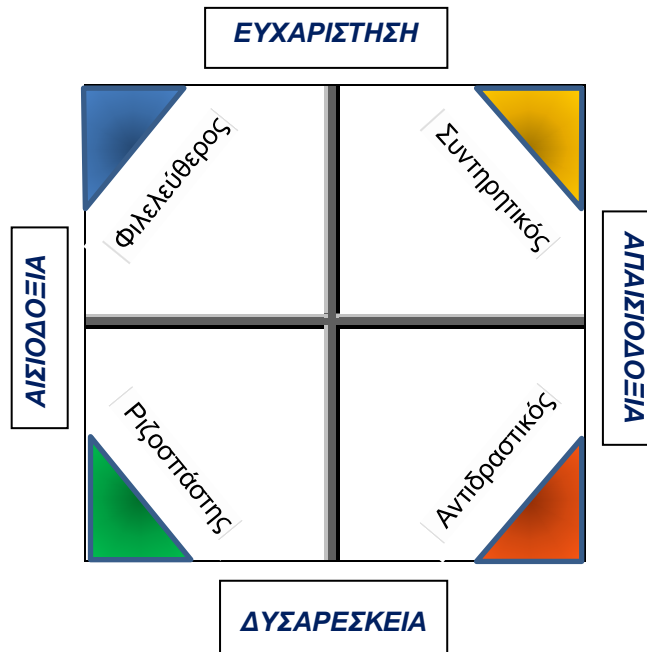 ΕΥΧΑΡΙΣΤΗΣΗ
Φιλελεύθερος
Συντηρητικός
ΑΙΣΙΟΔΟΞΙΑ
ΑΠΑΙΣΙΟΔΟΞΙΑ
Ριζοσπάστης
Αντιδραστικός
ΔΥΣΑΡΕΣΚΕΙΑ